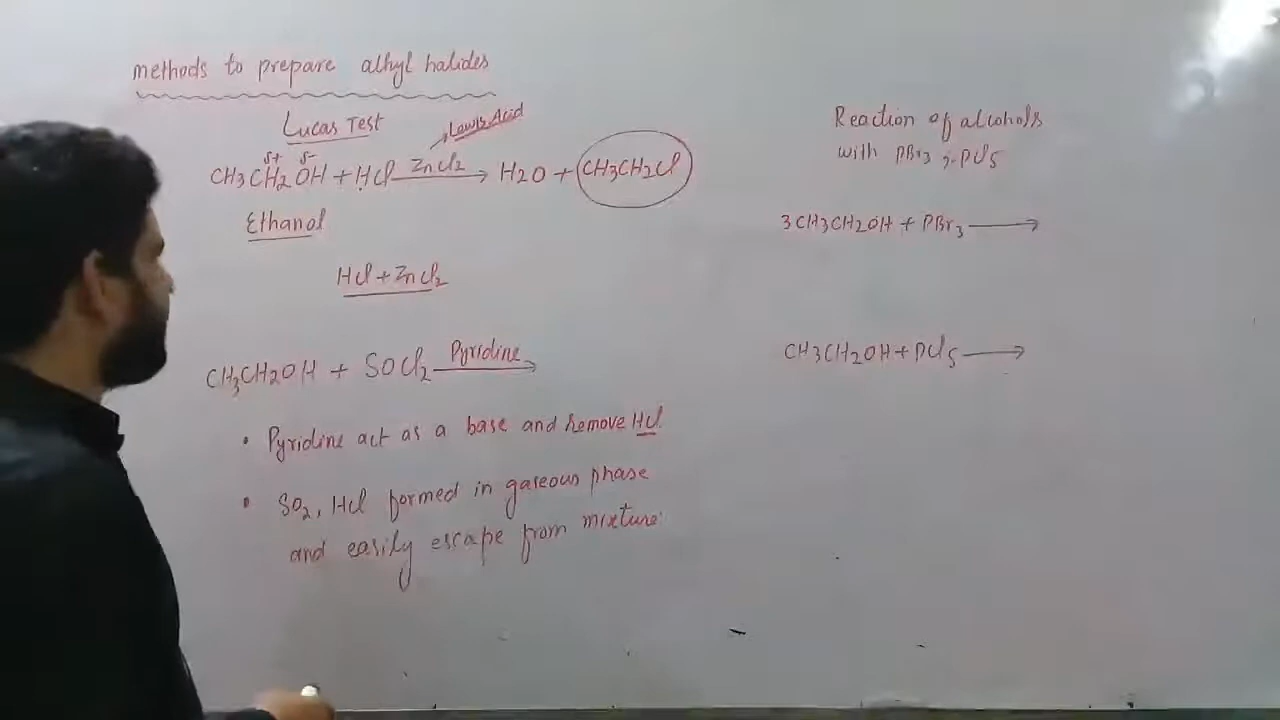 methods to prepare alkyl halides
Lucas Test
Lewis Acid
δ+ δ-
CH3CH2OH + HCl ZnCl2 → H2O + CH3CH2Cl
Ethanol
HCl + ZnCl2
CH3CH2OH + SOCl2 Pyridine →
• Pyridine act as a base and remove HCl
• SO2, HCl formed in gaseous phase
and easily escape from mixture.
Reaction of alcohols
with PBr3 ; PCl5
3CH3CH2OH + PBr3 →
CH3CH2OH + PCl5 →